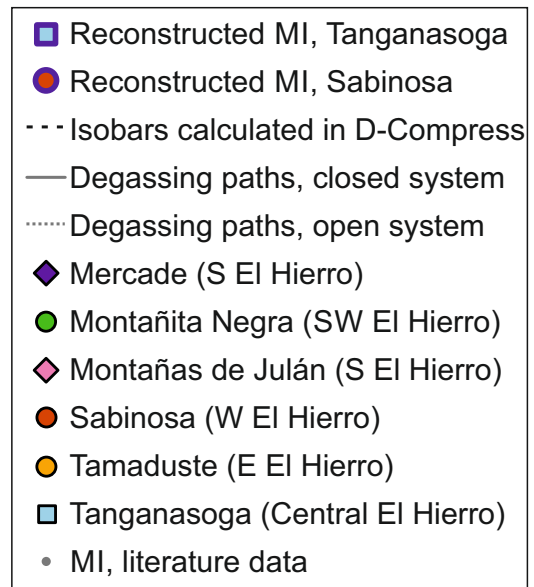 Reconstructed MI, Tanganasoga
Reconstructed MI, Sabinosa
Isobars calculated in D-Compress
Degassing paths, closed system
Degassing paths, open system
Mercade (S El Hierro)
Montañita Negra (SW El Hierro)
Montañas de Julán (S El Hierro)
Sabinosa (W El Hierro)
Tamaduste (E El Hierro)
Tanganasoga (Central El Hierro)
MI, literature data